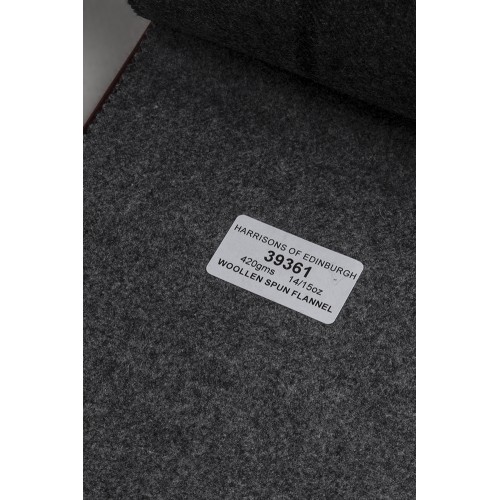 HARRISONS OF EDINBURGH
39361
420gms 14/15oz
WOOLLEN SPUN FLANNEL